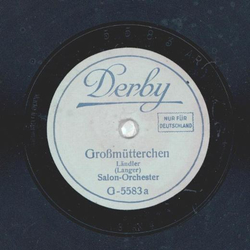 Derby
NUR FÜR
DEUTSCHLAND
Großmütterchen
Ländler
(Langer)
Salon-Orchester
G-5583a